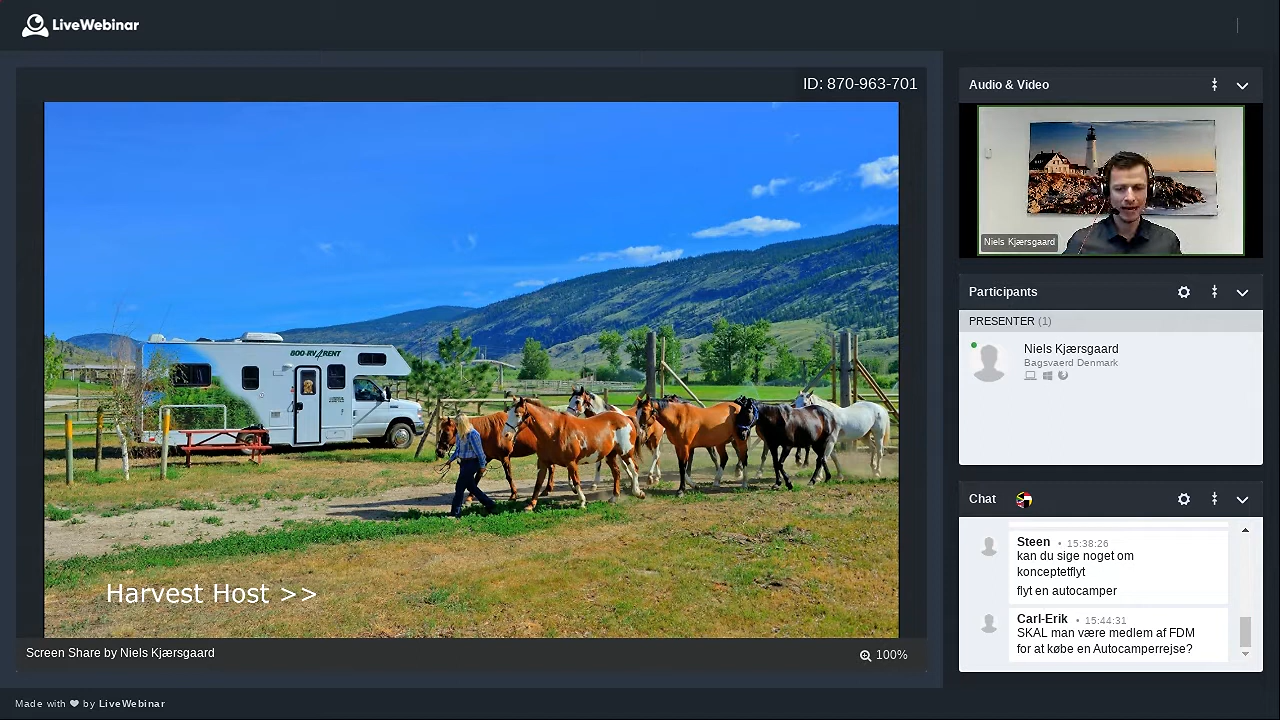 LiveWebinar
ID: 870-963-701
800-RV4RENT
Harvest Host >>
Screen Share by Niels Kjærsgaard
100%
Audio & Video
Niels Kjærsgaard
Participants
PRESENTER (1)
Niels Kjærsgaard
Bagsvaerd Denmark
Chat
Steen • 15:38:26
kan du sige noget om
konceptetflyt
flyt en autocamper
Carl-Erik • 15:44:31
SKAL man være medlem af FDM
for at købe en Autocamperrejse?
Made with ❤ by LiveWebinar